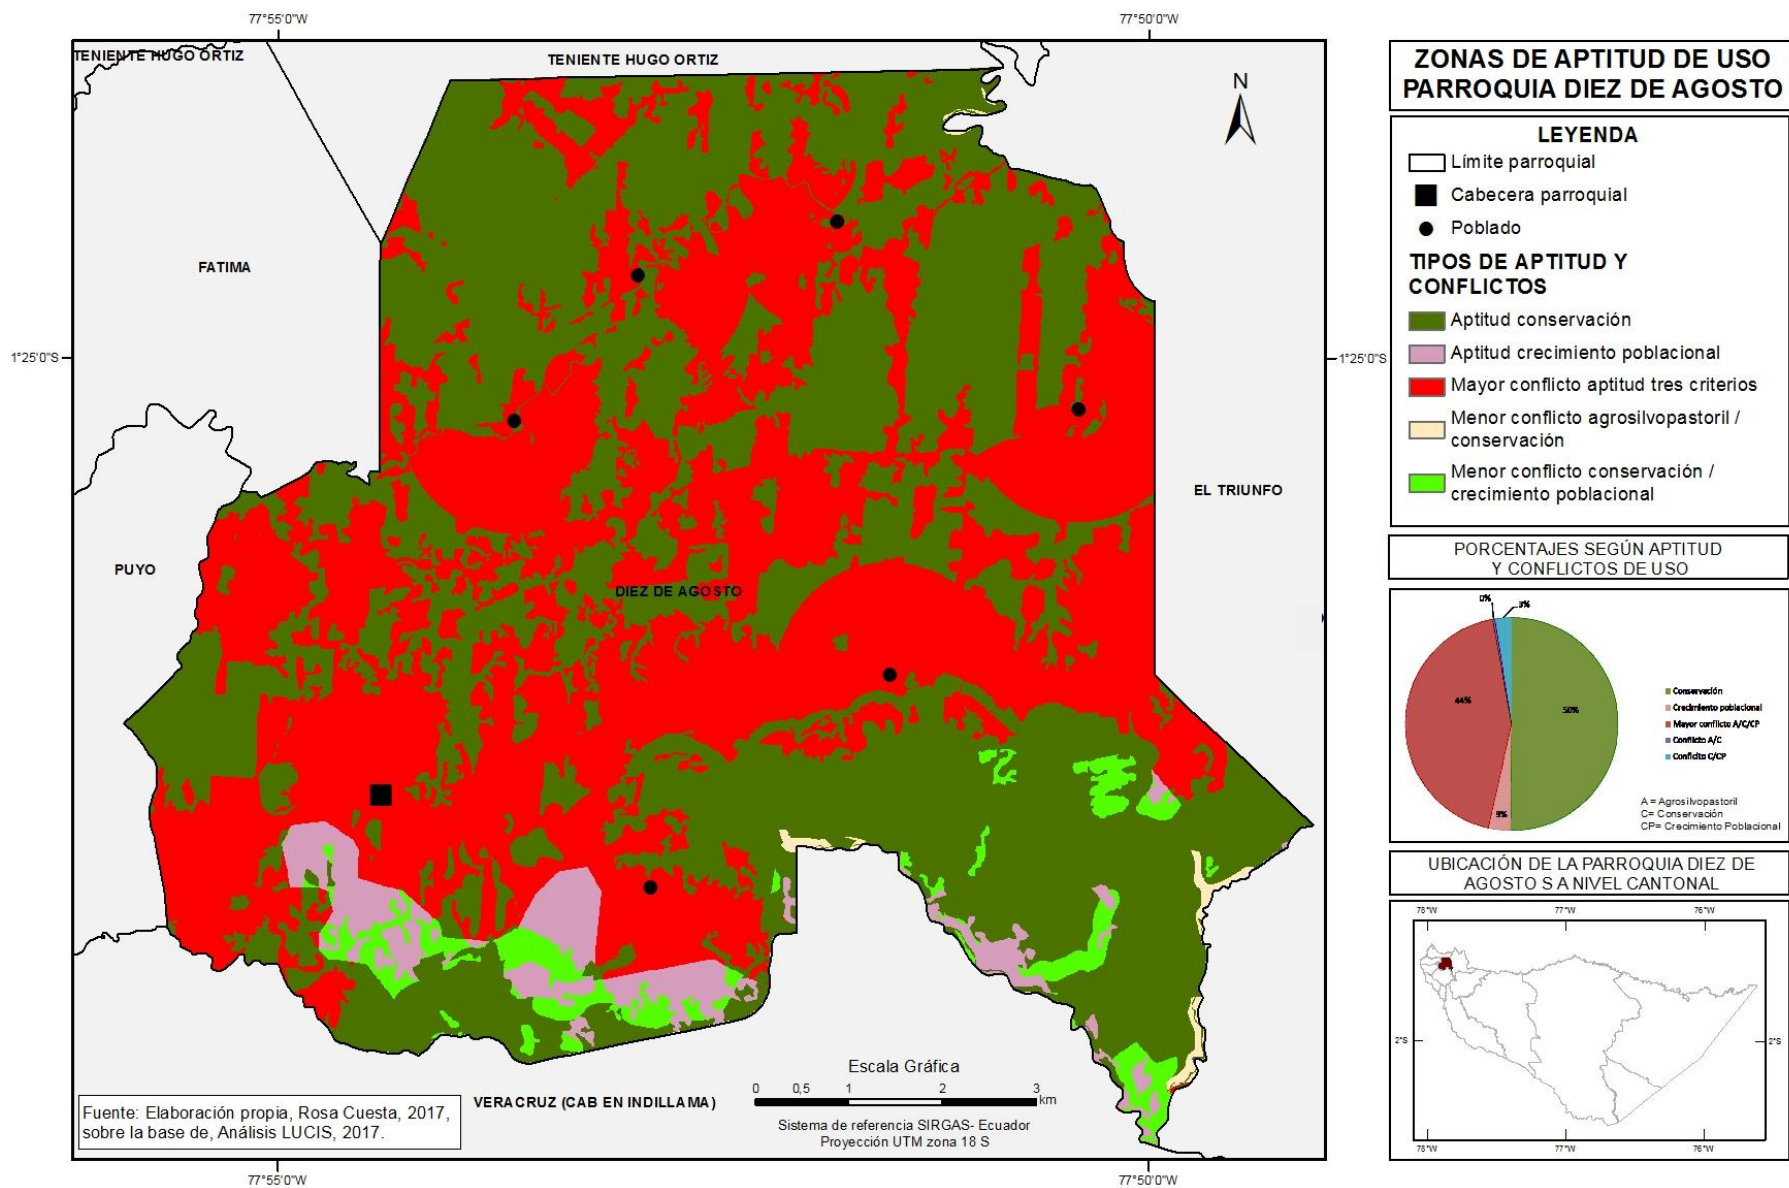 77°55'0"W
77°50'0"W
TENIENTE HUGO ORTIZ
TENIENTE HUGO ORTIZ
N
FATIMA
1°25'0"S
1°25'0"S
EL TRIUNFO
PUYO
DIEZ DE AGOSTO
VERACRUZ (CAB EN INDILLAMA)
Escala Gráfica
0 0,5 1 2 3
km
Sistema de referencia SIRGAS- Ecuador
Proyección UTM zona 18 S
Fuente: Elaboración propia, Rosa Cuesta, 2017,
sobre la base de, Análisis LUCIS, 2017.
77°55'0"W
77°50'0"W
ZONAS DE APTITUD DE USO
PARROQUIA DIEZ DE AGOSTO
LEYENDA
Límite parroquial
Cabecera parroquial
Poblado
TIPOS DE APTITUD Y
CONFLICTOS
Aptitud conservación
Aptitud crecimiento poblacional
Mayor conflicto aptitud tres criterios
Menor conflicto agrosilvopastoril /
conservación
Menor conflicto conservación /
crecimiento poblacional
PORCENTAJES SEGÚN APTITUD
Y CONFLICTOS DE USO
0%
3%
44%
50%
3%
Conservación
Crecimiento poblacional
Mayor conflicto A/C/CP
Conflicto A/C
Conflicto C/CP
A = Agrosilvopastoril
C= Conservación
CP= Crecimiento Poblacional
UBICACIÓN DE LA PARROQUIA DIEZ DE
AGOSTO S A NIVEL CANTONAL
78°W
77°W
76°W
2°S
2°S
78°W
77°W
76°W